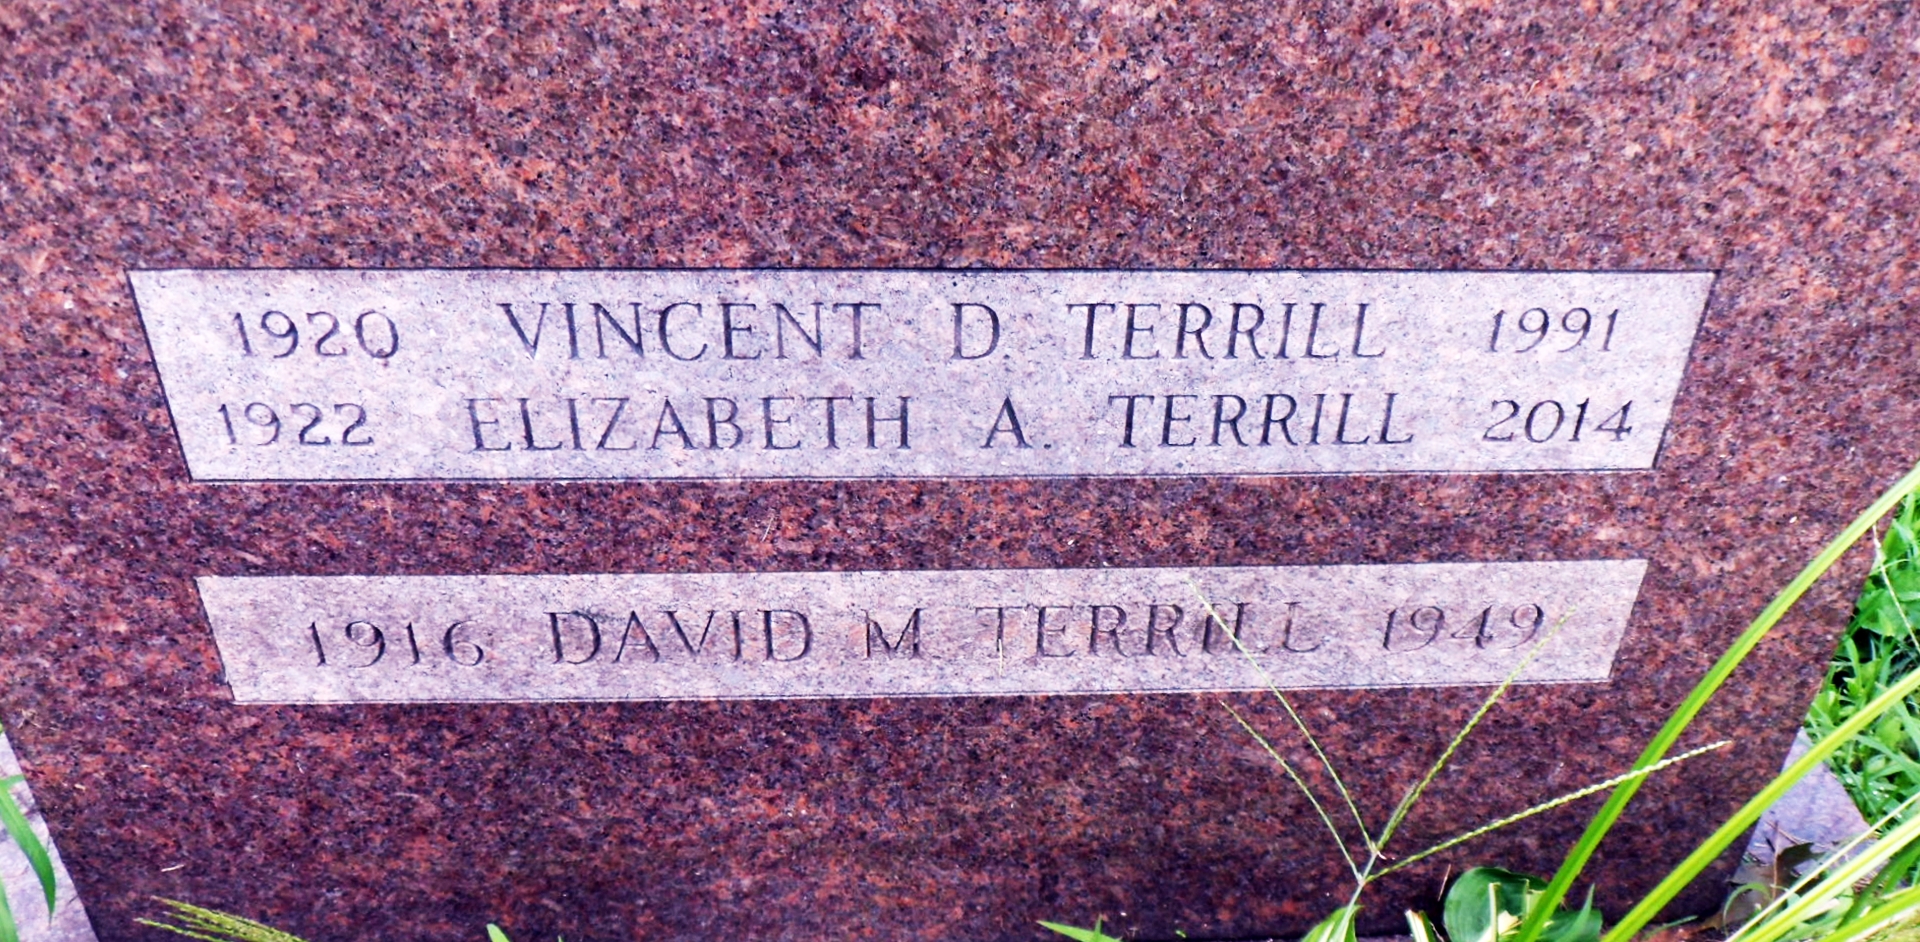 1920 VINCENT D. TERRILL 1991
1922 ELIZABETH A. TERRILL 2014
1916 DAVID M TERRILL 1949